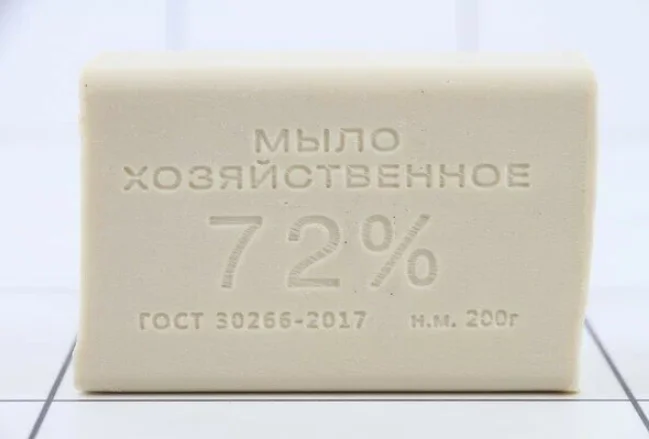 МЫЛО
ХОЗЯЙСТВЕННОЕ
72%
ГОСТ 30266-2017 н.м. 200г